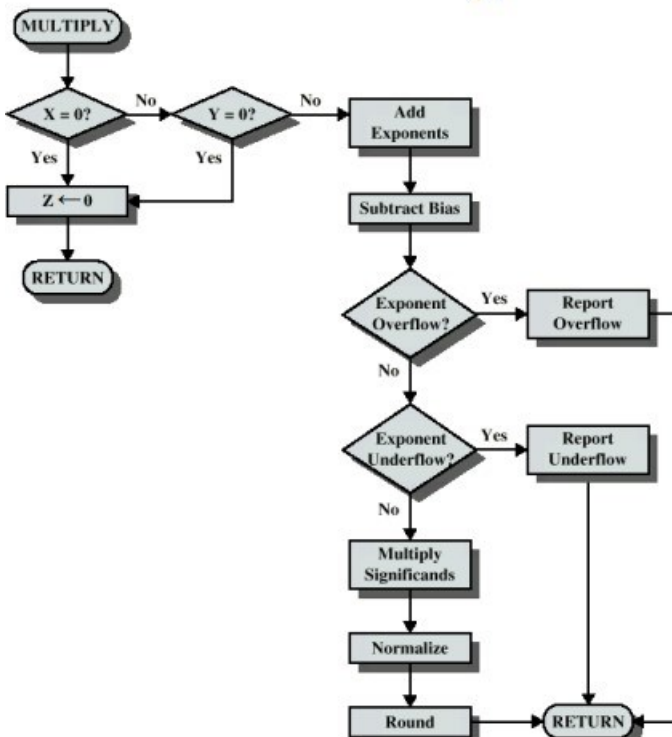 MULTIPLY
X = 0?
No
Y = 0?
No
Add
Exponents
Yes
Yes
Z ← 0
Subtract Bias
RETURN
Exponent
Overflow?
Yes
Report
Overflow
No
Exponent
Underflow?
Yes
Report
Underflow
No
Multiply
Significands
Normalize
Round
RETURN